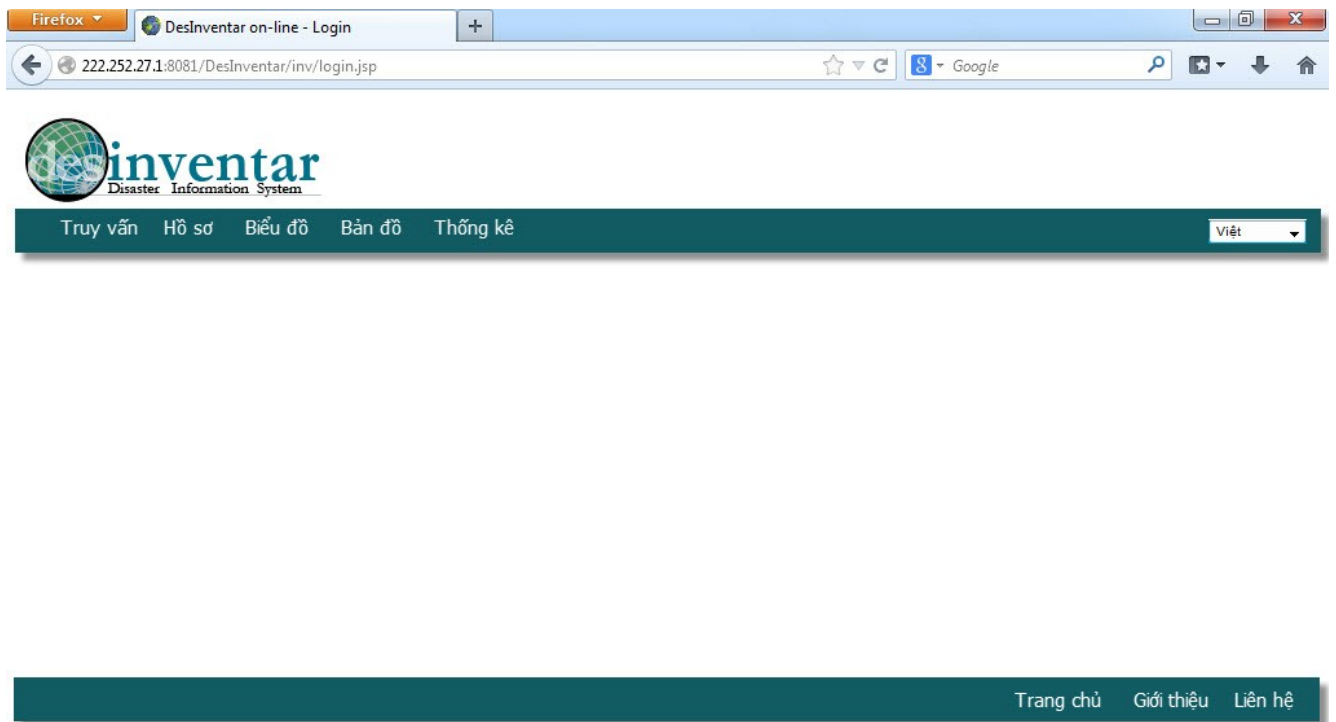 Firefox
DesInventar on-line - Login
222.252.27.1:8081/DesInventar/inv/login.jsp
Google
desinventar
Disaster Information System
Truy vấn Hồ sơ Biểu đồ Bản đồ Thống kê
Việt
Trang chủ Giới thiệu Liên hệ